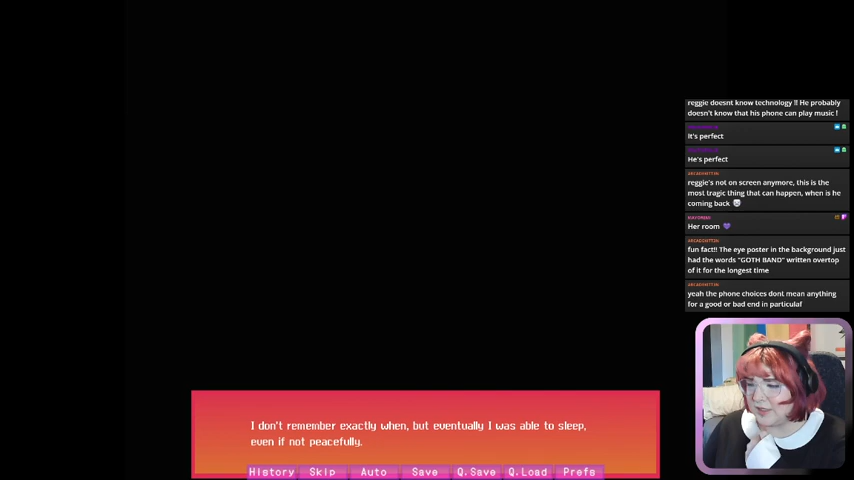 reggie doesnt know technology !! He probably
doesn't know that his phone can play music !
It's perfect
He's perfect
ARCADEKITTEN
reggie's not on screen anymore, this is the
most tragic thing that can happen, when is he
coming back
Her room
ARCADEKITTEN
fun fact!! The eye poster in the background just
had the words "GOTH BAND" written overtop
of it for the longest time
ARCADEKITTEN
yeah the phone choices dont mean anything
for a good or bad end in particulaf
I don't remember exactly when, but eventually I was able to sleep,
even if not peacefully.
History Skip Auto Save Q.Save Q.Load Prefs